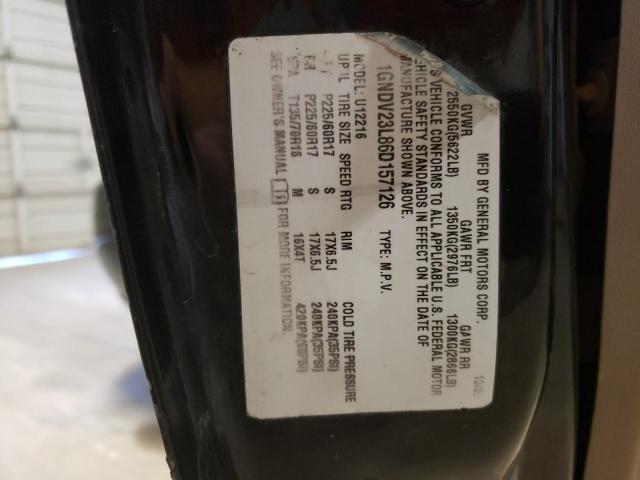 MFD BY GENERAL MOTORS CORP.
GVWR GAWR FRT GAWR RR
2550KG(5622LB) 1350KG(2976LB) 1300KG(2866LB)
VEHICLE CONFORMS TO ALL APPLICABLE U.S. FEDERAL MOTOR
VEHICLE SAFETY STANDARDS IN EFFECT ON THE DATE OF
MANUFACTURE SHOWN ABOVE.
1GNDV23L86D157126 TYPE: M.P.V.
MODEL: U12216
TIRE SIZE SPEED RTG RIM COLD TIRE PRESSURE
P225/60R17 S 17X6.5J 240KPA(35PSI)
P225/60R17 S 17X6.5J 240KPA(35PSI)
T135/70R16 M 16X4T 420KPA(60PSI)
SEE OWNER'S MANUAL FOR MORE INFORMATION.